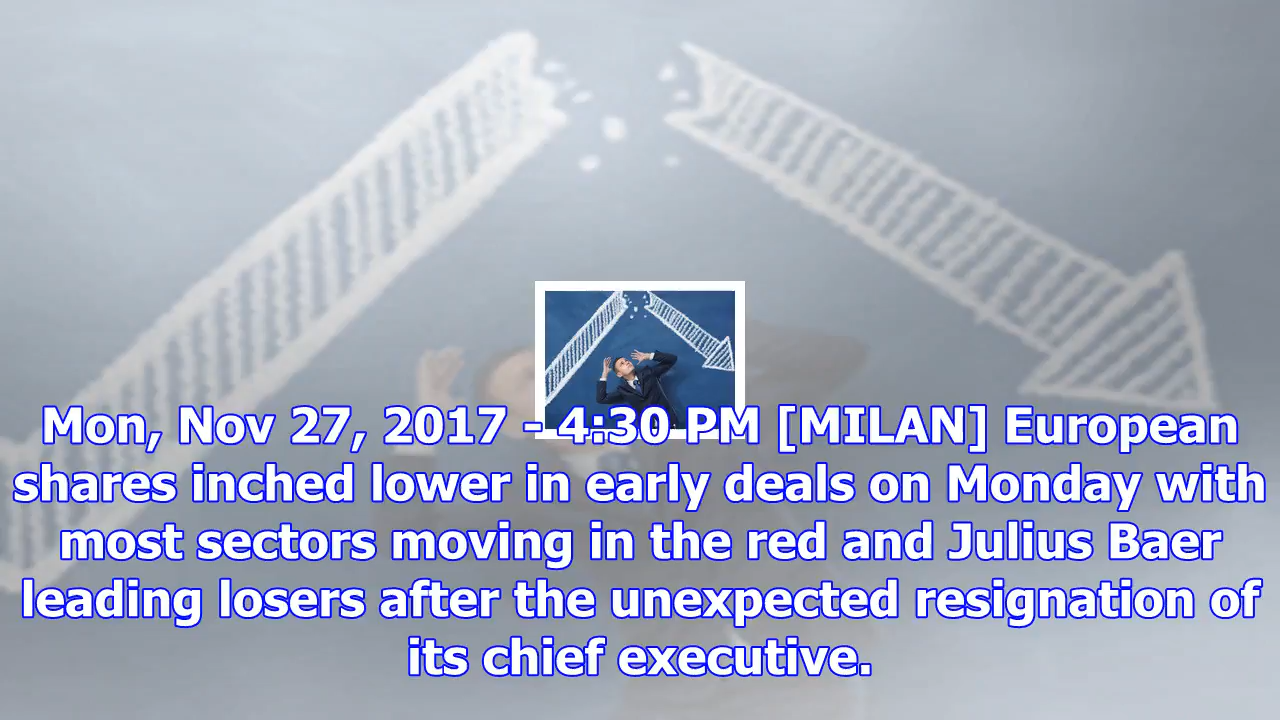 Mon, Nov 27, 2017 - 4:30 PM [MILAN] European
shares inched lower in early deals on Monday with
most sectors moving in the red and Julius Baer
leading losers after the unexpected resignation of
its chief executive.